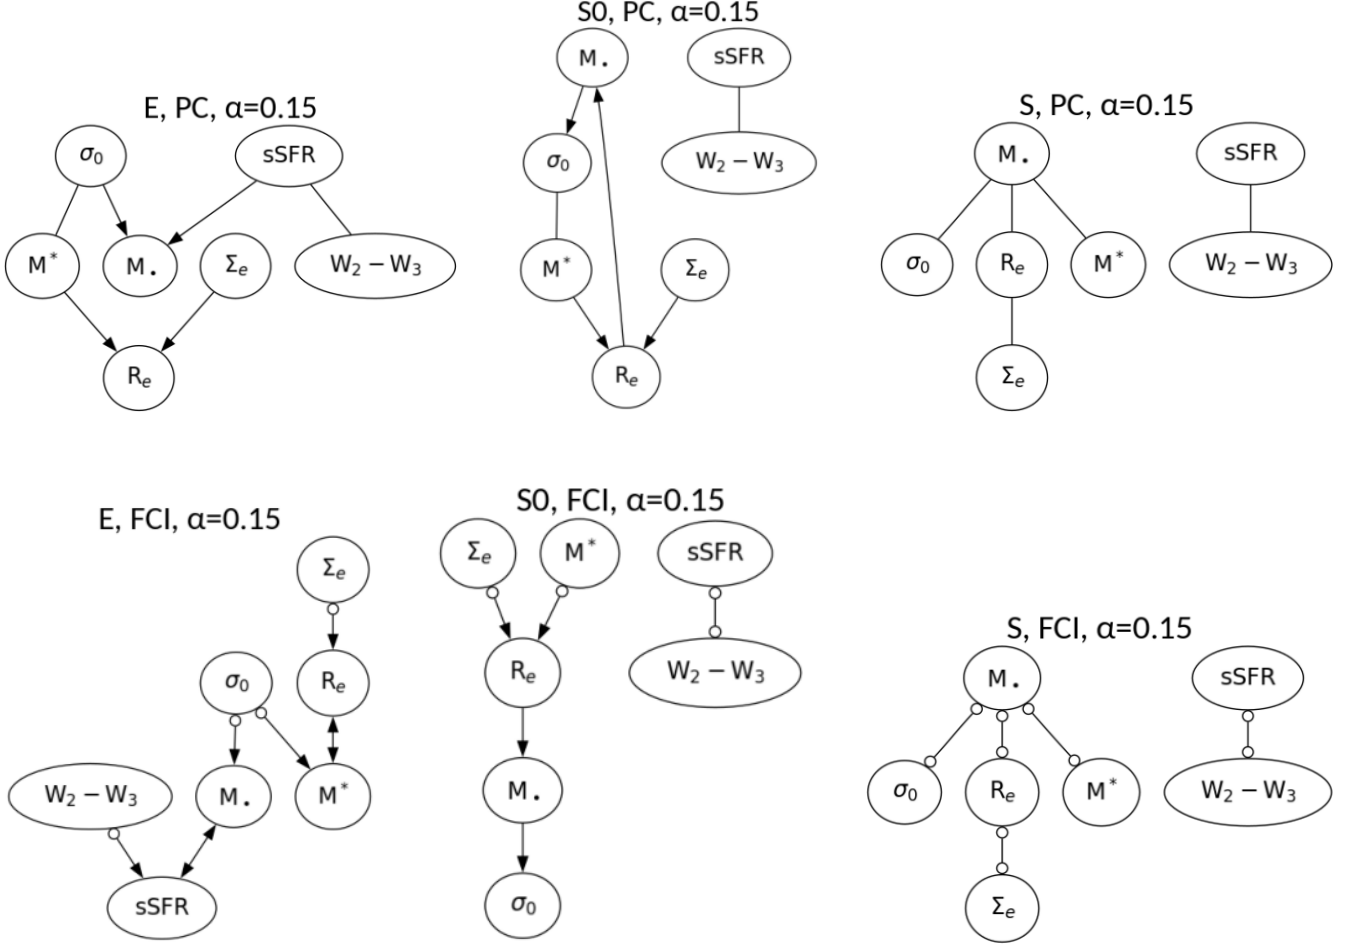 S0, PC, α=0.15
M•
sSFR
E, PC, α=0.15
S, PC, α=0.15
σ0
sSFR
σ0
W2 − W3
M•
sSFR
M*
M•
Σe
W2 − W3
M*
Σe
σ0
Re
M*
W2 − W3
Re
Re
Σe
E, FCI, α=0.15
S0, FCI, α=0.15
Σe
Σe
M*
sSFR
S, FCI, α=0.15
σ0
Re
Re
W2 − W3
M•
sSFR
W2 − W3
M•
M*
M•
σ0
Re
M*
W2 − W3
sSFR
σ0
Σe